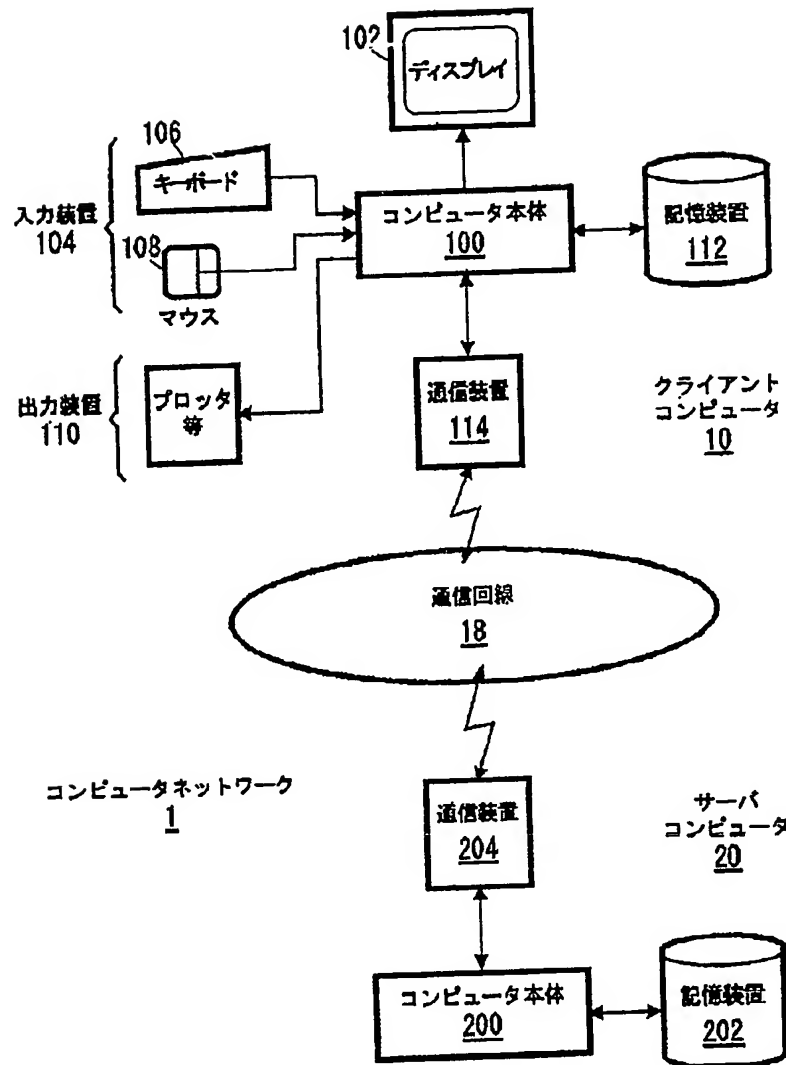 102
ディスプレイ
106
キーボード
入力装置
104
108
マウス
コンピュータ本体
100
記憶装置
112
出力装置
110
プロッタ
等
通信装置
114
クライアント
コンピュータ
10
通信回線
18
コンピュータネットワーク
1
通信装置
204
サーバ
コンピュータ
20
コンピュータ本体
200
記憶装置
202